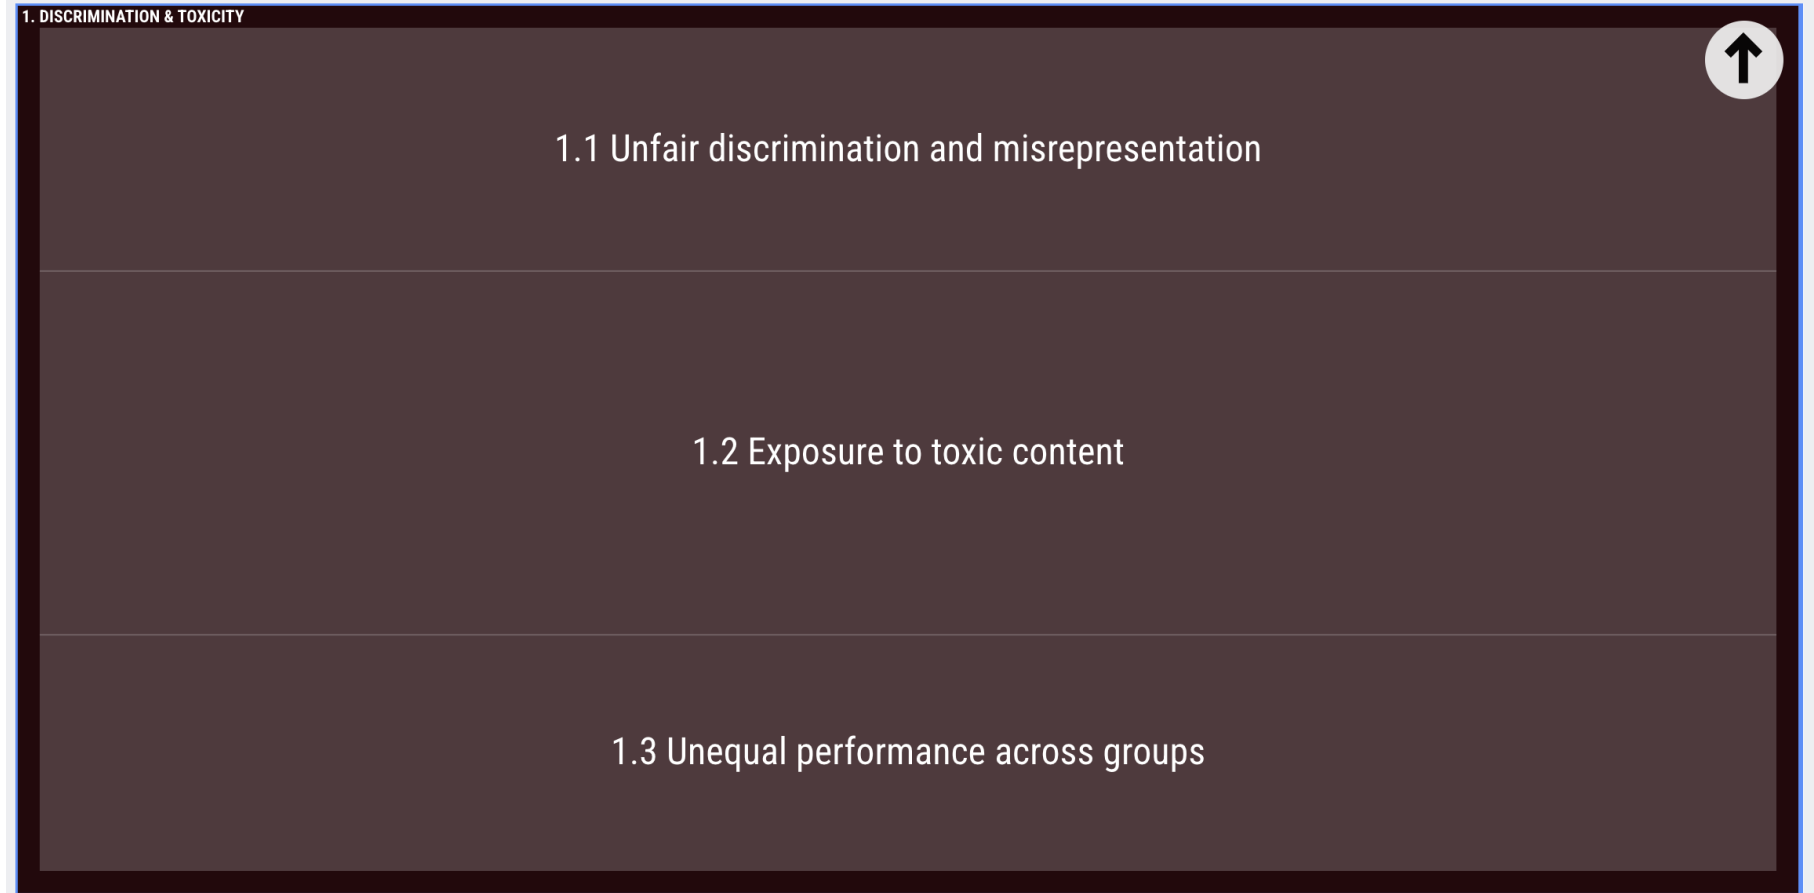 1. DISCRIMINATION & TOXICITY
1.1 Unfair discrimination and misrepresentation
1.2 Exposure to toxic content
1.3 Unequal performance across groups